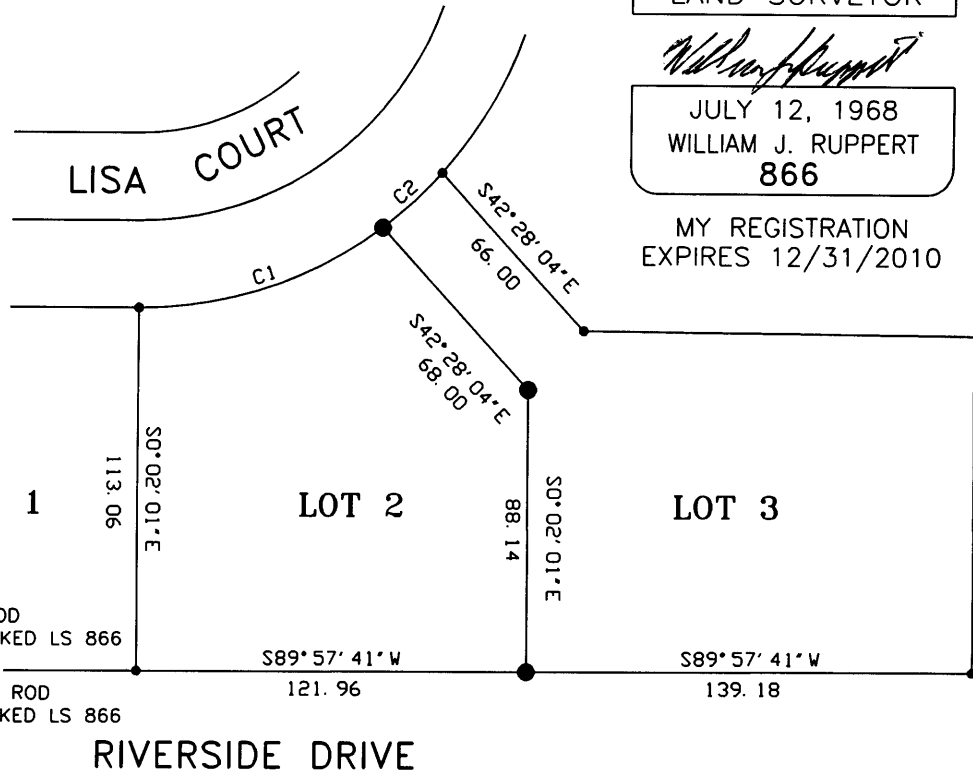 LAND SURVEYOR
JULY 12, 1968
WILLIAM J. RUPPERT
866
MY REGISTRATION
EXPIRES 12/31/2010
LISA COURT
C2
C1
S42°28'04"E
66.00
S42°28'04"E
68.00
S0°02'01"E
113.06
1
LOT 2
88.14
S0°02'01"E
LOT 3
OD
KED LS 866
S89°57'41"W
121.96
S89°57'41"W
139.18
ROD
KED LS 866
RIVERSIDE DRIVE